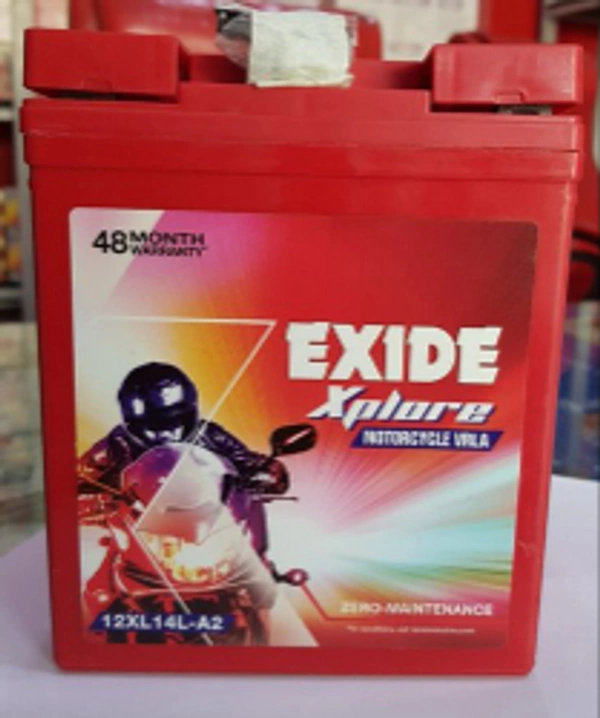 48 MONTH
WARRANTY*
EXIDE
Xplore
MOTORCYCLE VRLA
ZERO-MAINTENANCE
12XL14L-A2